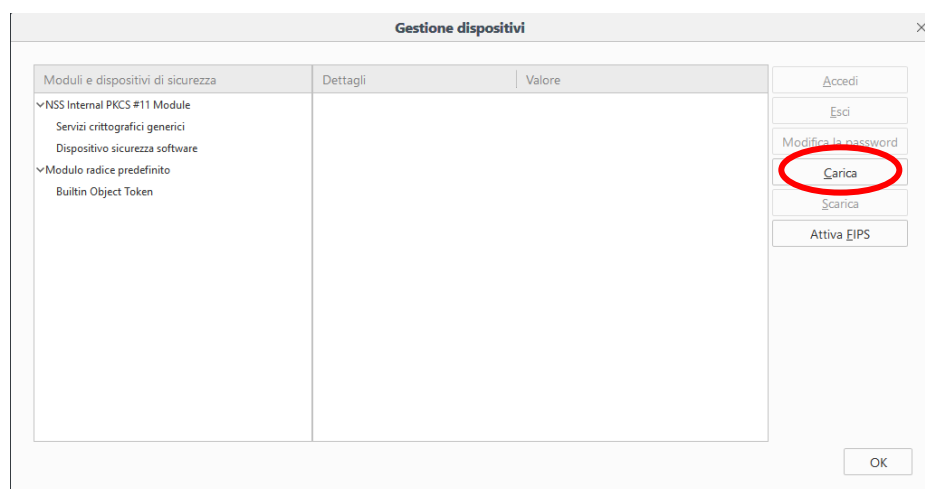 Gestione dispositivi
Moduli e dispositivi di sicurezza
Dettagli
Valore
NSS Internal PKCS #11 Module
Servizi crittografici generici
Dispositivo sicurezza software
Modulo radice predefinito
Builtin Object Token
Accedi
Esci
Modifica la password
Carica
Scarica
Attiva FIPS
OK